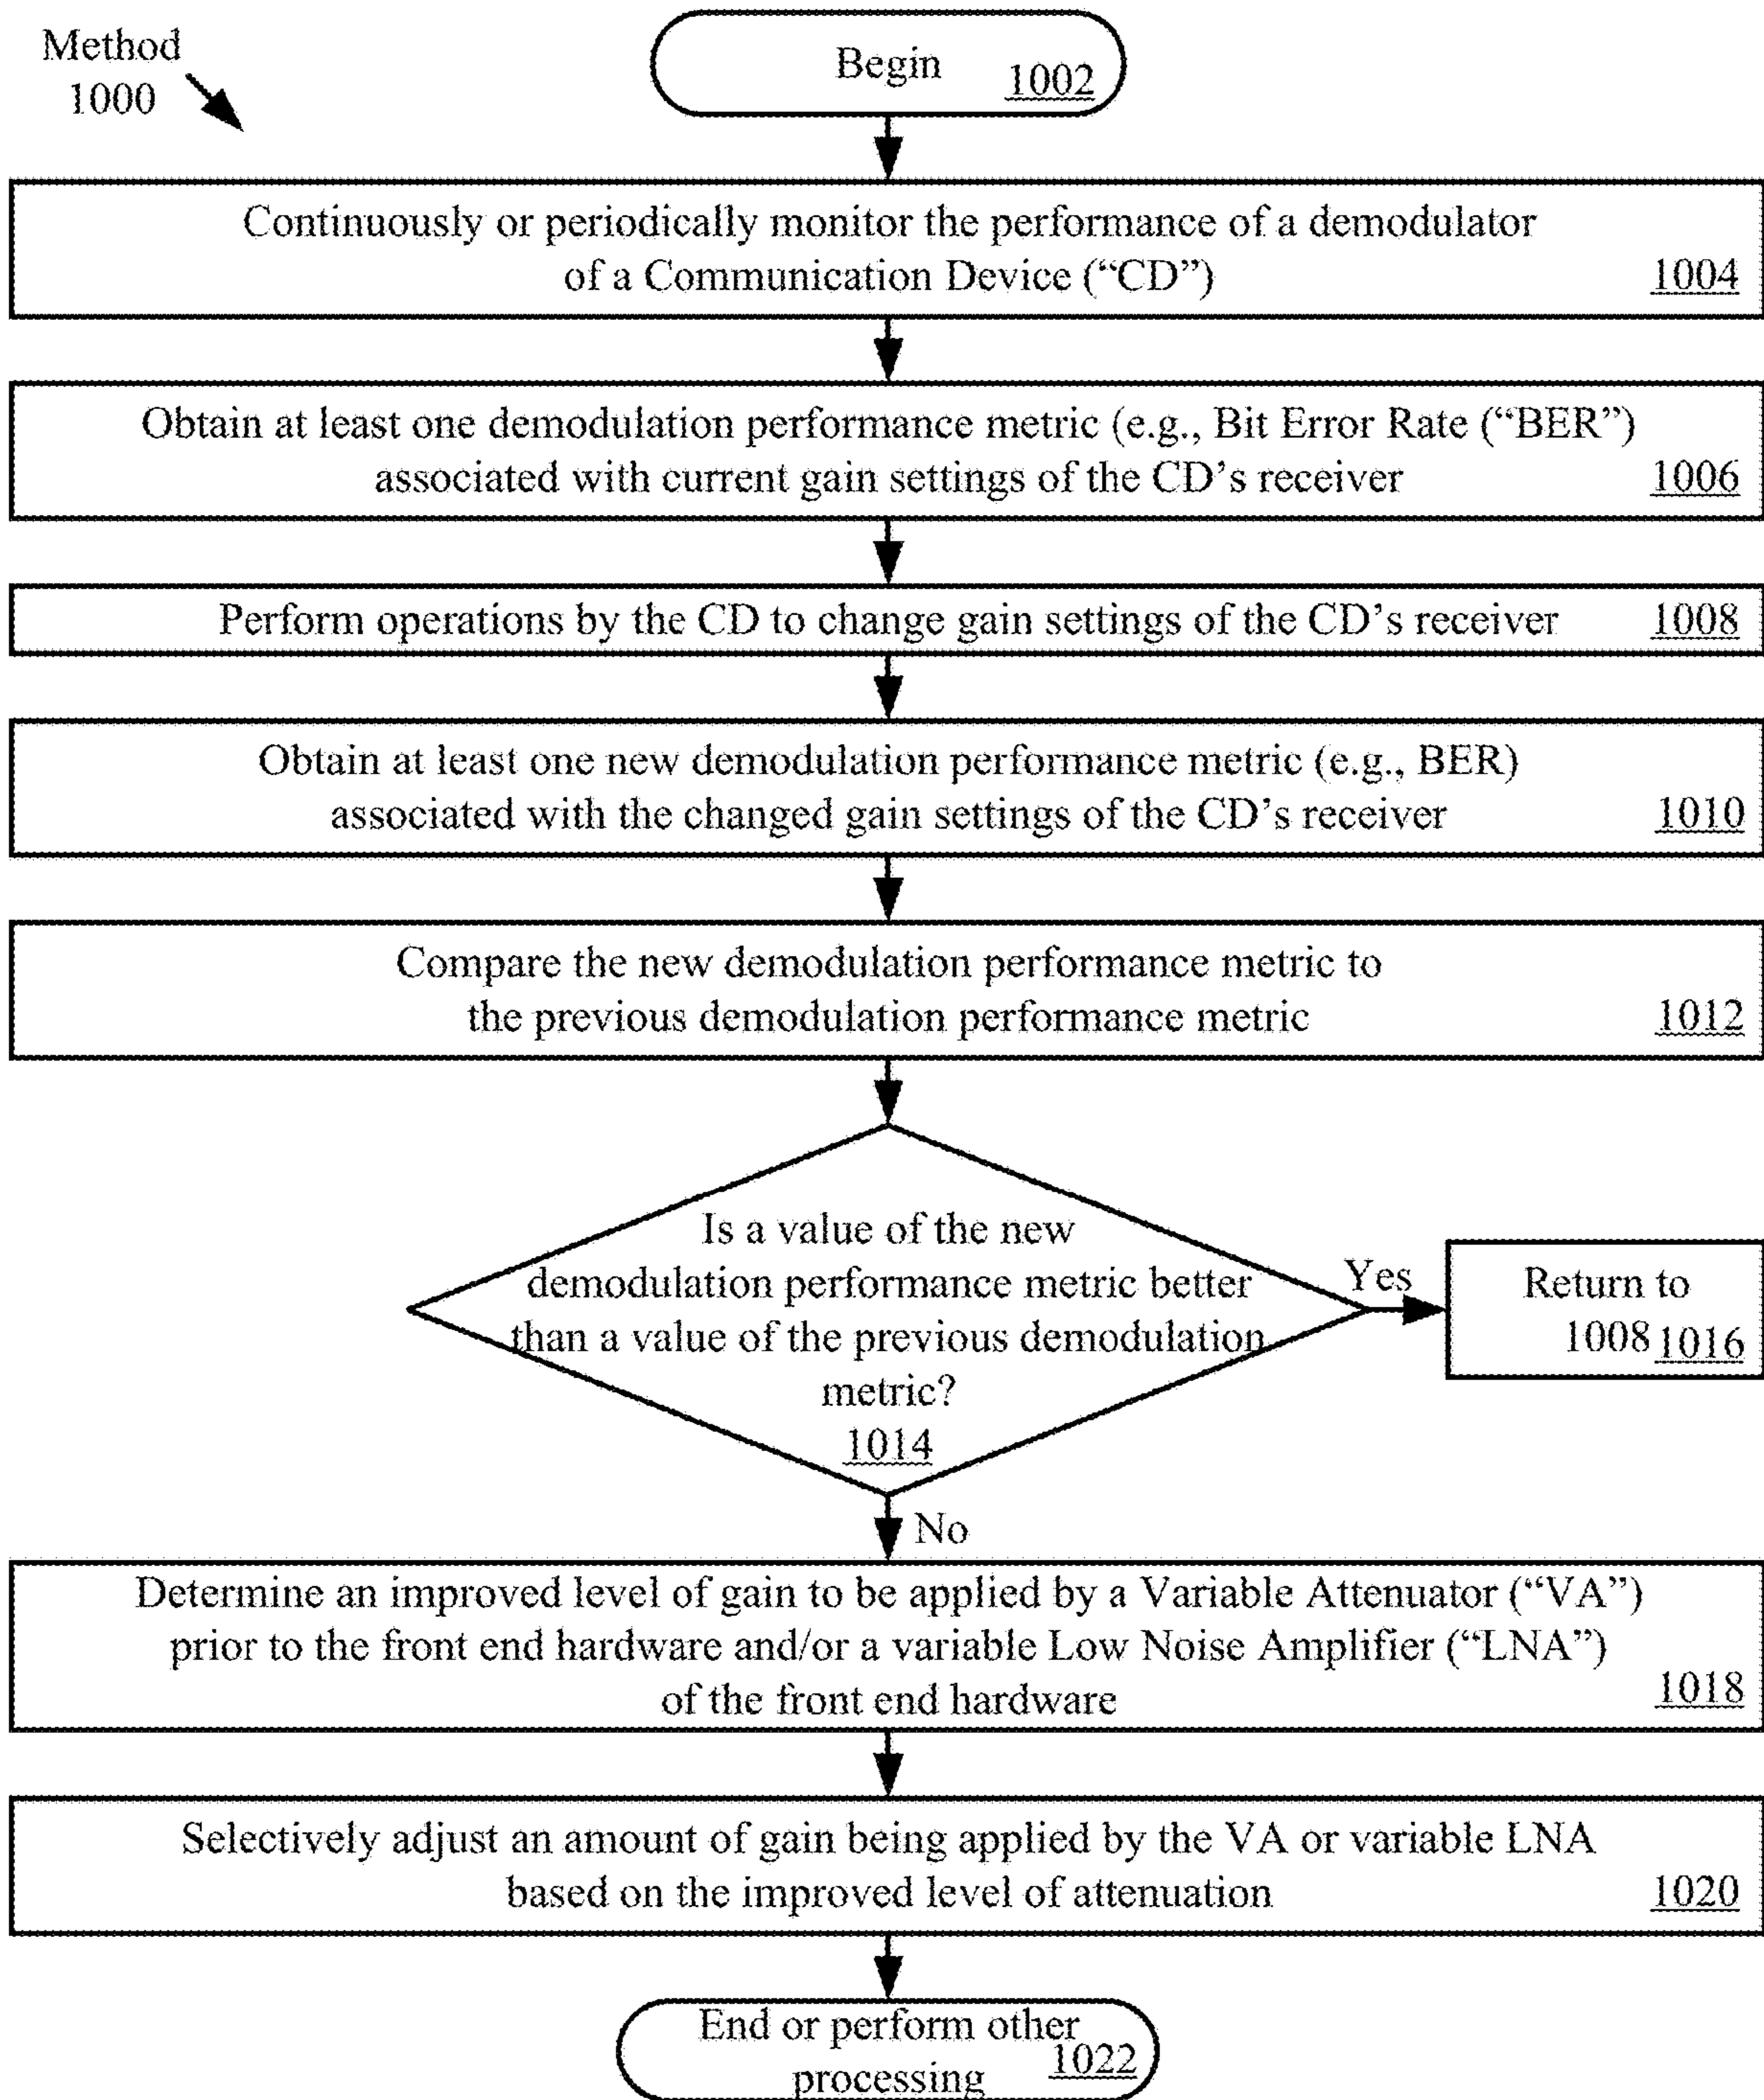 Method
1000
Begin 1002
Continuously or periodically monitor the performance of a demodulator
of a Communication Device (“CD”) 1004
Obtain at least one demodulation performance metric (e.g., Bit Error Rate (“BER”)
associated with current gain settings of the CD’s receiver 1006
Perform operations by the CD to change gain settings of the CD’s receiver 1008
Obtain at least one new demodulation performance metric (e.g., BER)
associated with the changed gain settings of the CD’s receiver 1010
Compare the new demodulation performance metric to
the previous demodulation performance metric 1012
Is a value of the new
demodulation performance metric better
than a value of the previous demodulation
metric?
1014
Yes
Return to
1008 1016
No
Determine an improved level of gain to be applied by a Variable Attenuator (“VA”)
prior to the front end hardware and/or a variable Low Noise Amplifier (“LNA”)
of the front end hardware 1018
Selectively adjust an amount of gain being applied by the VA or variable LNA
based on the improved level of attenuation 1020
End or perform other
processing 1022